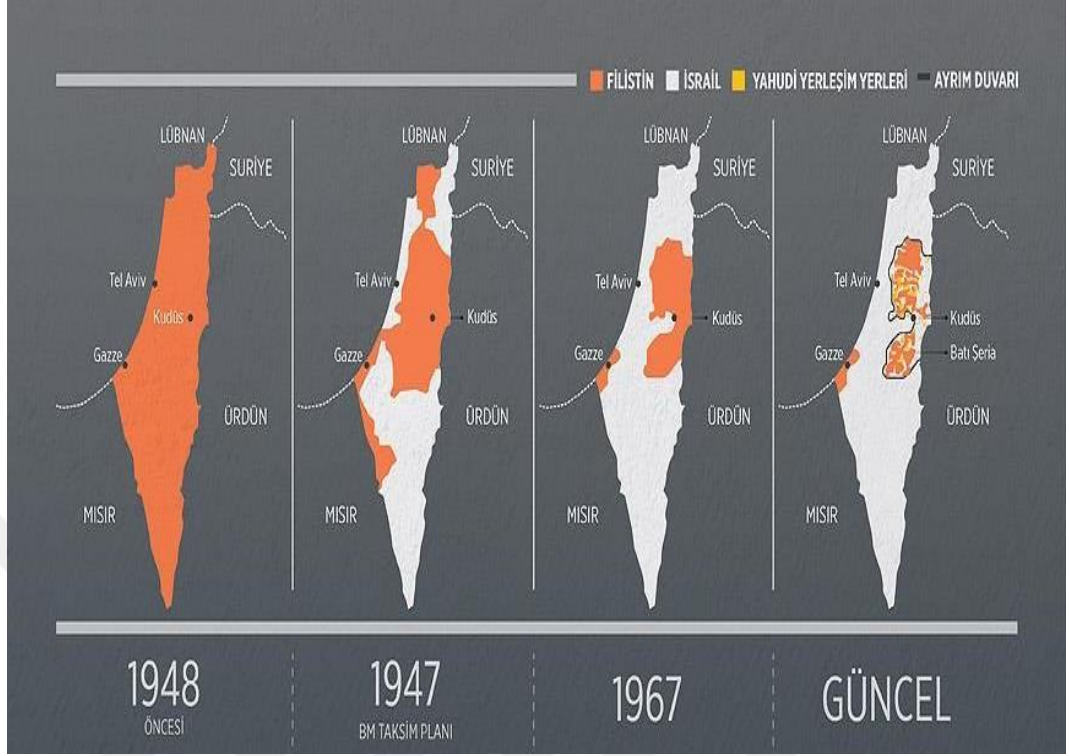 FİLİSTİN İSRAİL YAHUDİ YERLEŞİM YERLERİ AYRIM DUVARI
LÜBNAN
SURİYE
Tel Aviv
Kudüs
Gazze
ÜRDÜN
MISIR
LÜBNAN
SURİYE
Tel Aviv
Kudüs
Gazze
ÜRDÜN
MISIR
LÜBNAN
SURİYE
Tel Aviv
Kudüs
Gazze
ÜRDÜN
MISIR
LÜBNAN
SURİYE
Tel Aviv
Kudüs
Gazze
Batı Şeria
ÜRDÜN
MISIR
1948
ÖNCESİ
1947
BM TAKSİM PLANI
1967
GÜNCEL